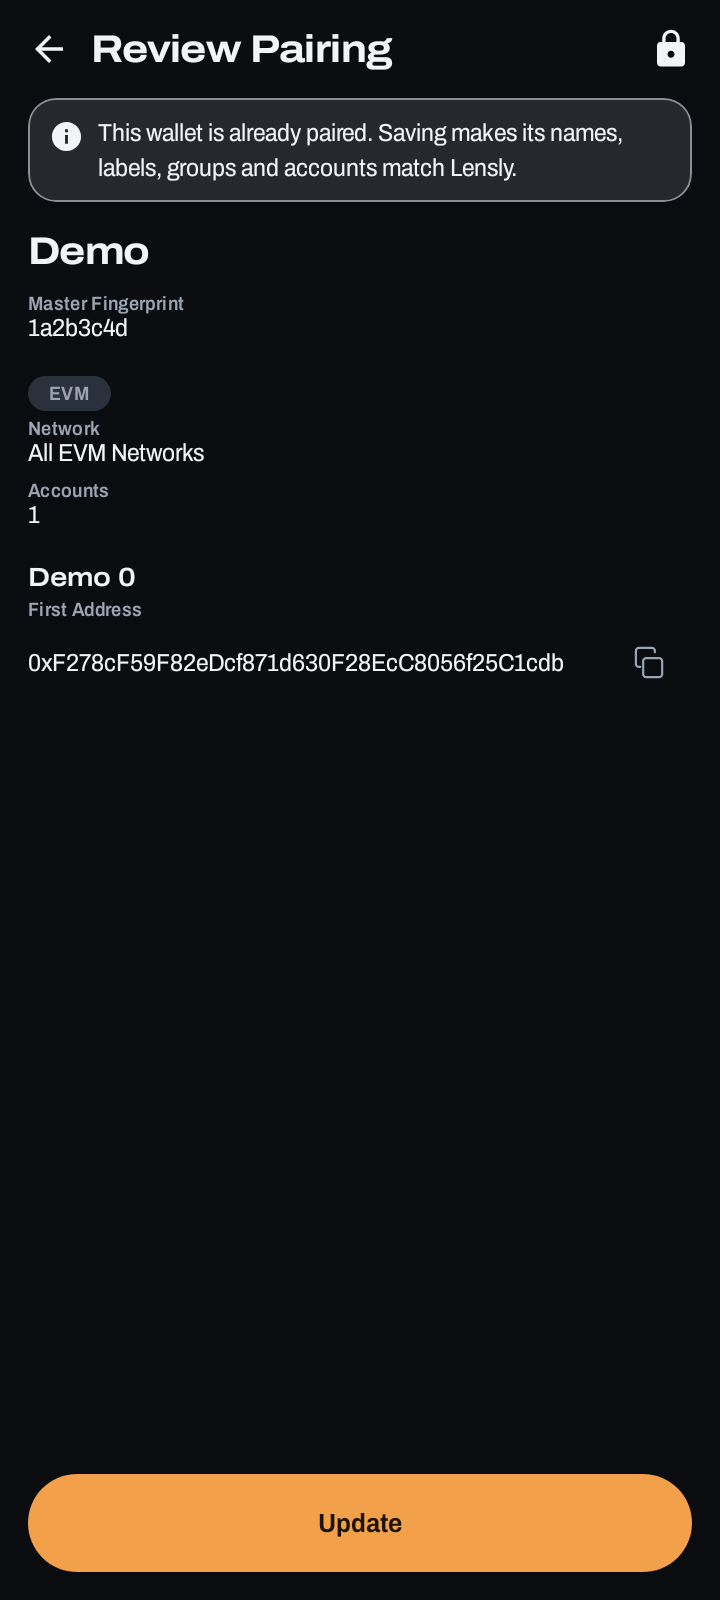 Review Pairing
This wallet is already paired. Saving makes its names,
labels, groups and accounts match Lensly.
Demo
Master Fingerprint
1a2b3c4d
EVM
Network
All EVM Networks
Accounts
1
Demo 0
First Address
0xF278cF59F82eDcf871d630F28EcC8056f25C1cdb
Update